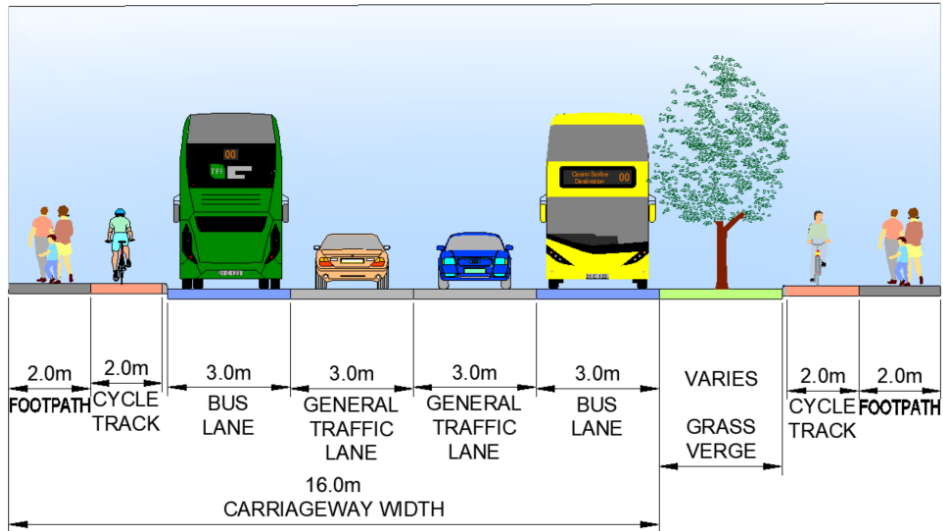 00
TFI
00
2.0m
FOOTPATH
2.0m
CYCLE
TRACK
3.0m
BUS
LANE
3.0m
GENERAL
TRAFFIC
LANE
3.0m
GENERAL
TRAFFIC
LANE
3.0m
BUS
LANE
VARIES
GRASS
VERGE
2.0m
CYCLE
TRACK
2.0m
FOOTPATH
16.0m
CARRIAGEWAY WIDTH